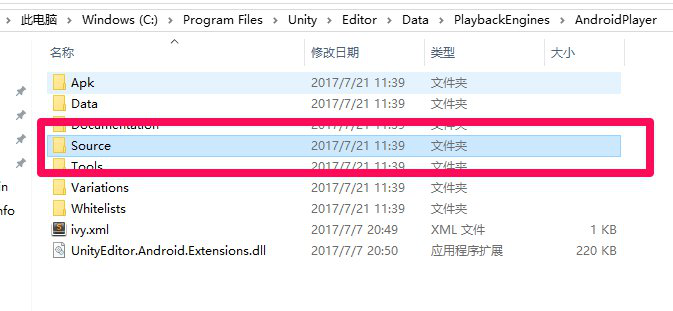 此电脑 > Windows (C:) > Program Files > Unity > Editor > Data > PlaybackEngines > AndroidPlayer
名称 修改日期 类型 大小
Apk 2017/7/21 11:39 文件夹
Data 2017/7/21 11:39 文件夹
Documentation 2017/7/21 11:39 文件夹
Source 2017/7/21 11:39 文件夹
Tools 2017/7/21 11:39 文件夹
in Variations 2017/7/21 11:39 文件夹
nfo Whitelists 2017/7/21 11:39 文件夹
ivy.xml 2017/7/7 20:49 XML 文件 1 KB
UnityEditor.Android.Extensions.dll 2017/7/7 20:50 应用程序扩展 220 KB